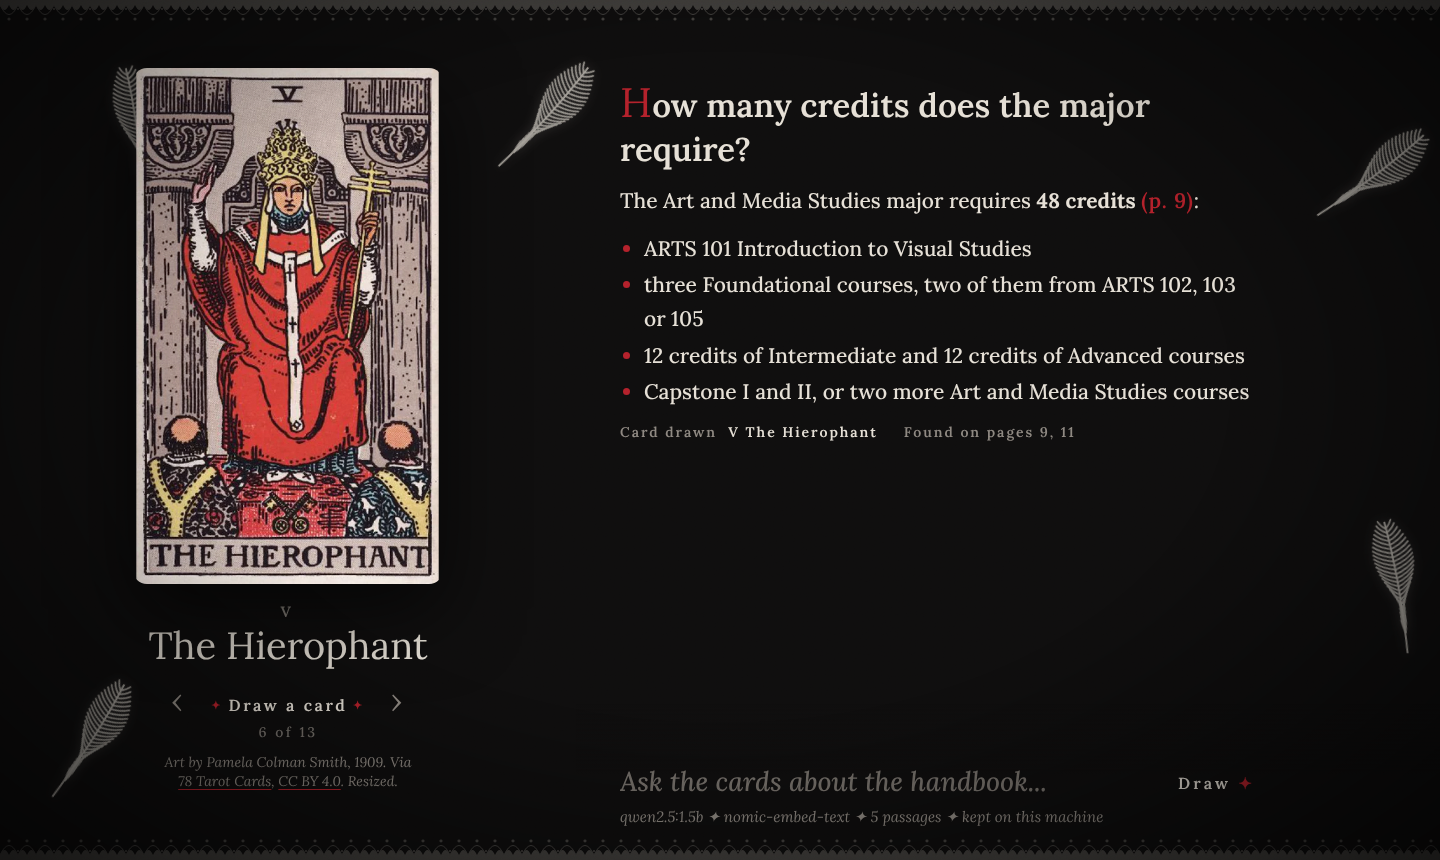 V
THE HIEROPHANT
V
The Hierophant
Draw a card
6 of 13
Art by Pamela Colman Smith, 1909. Via
78 Tarot Cards, CC BY 4.0. Resized.
How many credits does the major
require?
The Art and Media Studies major requires 48 credits (p. 9):
• ARTS 101 Introduction to Visual Studies
• three Foundational courses, two of them from ARTS 102, 103
or 105
• 12 credits of Intermediate and 12 credits of Advanced courses
• Capstone I and II, or two more Art and Media Studies courses
Card drawn V The Hierophant Found on pages 9, 11
Ask the cards about the handbook...
Draw ✦
qwen2.5:1.5b ✦ nomic-embed-text ✦ 5 passages ✦ kept on this machine